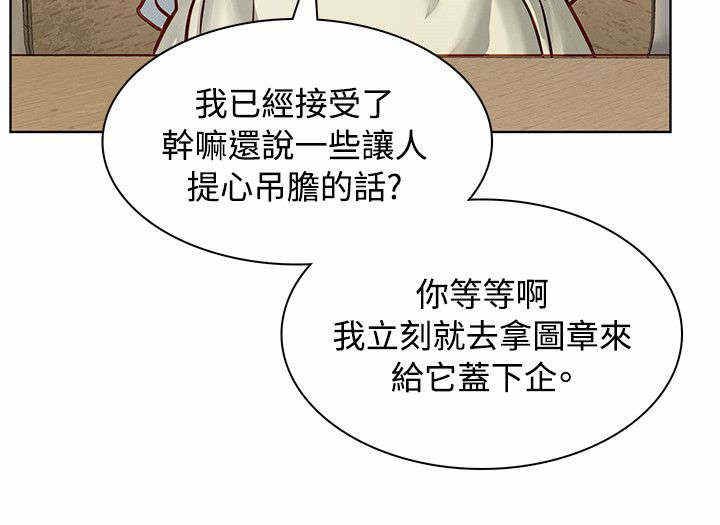 我已經接受了
幹嘛還說一些讓人
提心吊膽的話?
你等等啊
我立刻就去拿圖章來
給它蓋下企。